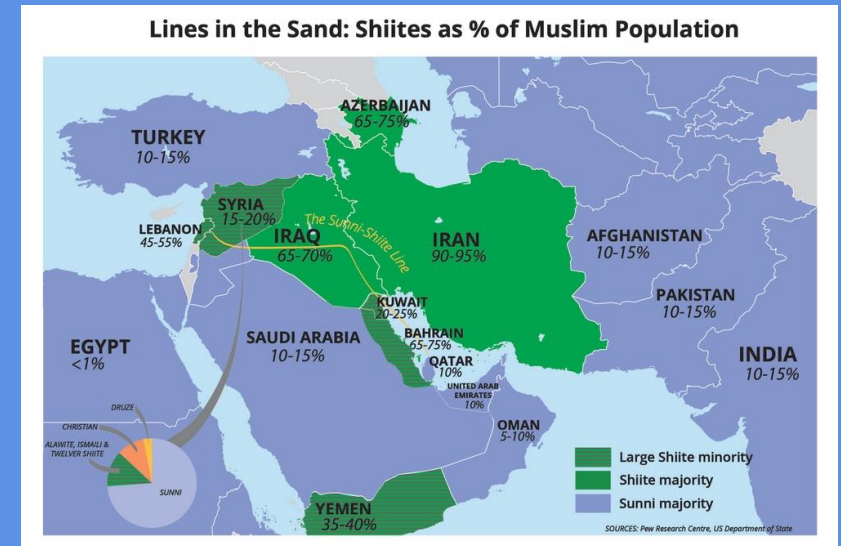 Lines in the Sand: Shiites as % of Muslim Population
AZERBAIJAN
65-75%
TURKEY
10-15%
SYRIA
15-20%
LEBANON
45-55%
The Sunni-Shiite Line
IRAQ
65-70%
IRAN
90-95%
AFGHANISTAN
10-15%
PAKISTAN
10-15%
KUWAIT
20-25%
BAHRAIN
65-75%
QATAR
10%
UNITED ARAB
EMIRATES
10%
SAUDI ARABIA
10-15%
EGYPT
<1%
INDIA
10-15%
OMAN
5-10%
DRUZE
CHRISTIAN
ALAWITE, ISMAILI &
TWELVER SHIITE
SUNNI
YEMEN
35-40%
Large Shiite minority
Shiite majority
Sunni majority
SOURCES: Pew Research Centre, US Department of State